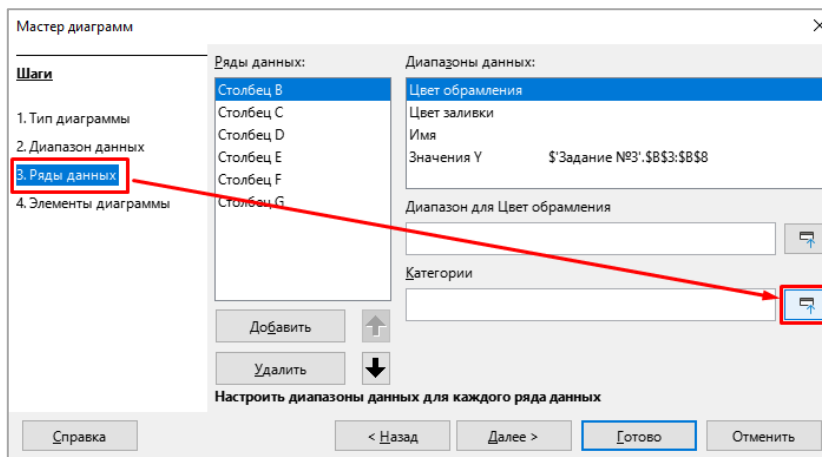 Мастер диаграмм
Шаги
1. Тип диаграммы
2. Диапазон данных
3. Ряды данных
4. Элементы диаграммы
Ряды данных:
Столбец B
Столбец C
Столбец D
Столбец E
Столбец F
Столбец G
Добавить
Удалить
Диапазоны данных:
Цвет обрамления
Цвет заливки
Имя
Значения Y $'Задание №3'.$B$3:$B$8
Диапазон для Цвет обрамления
Категории
Настроить диапазоны данных для каждого ряда данных
Справка
< Назад
Далее >
Готово
Отменить